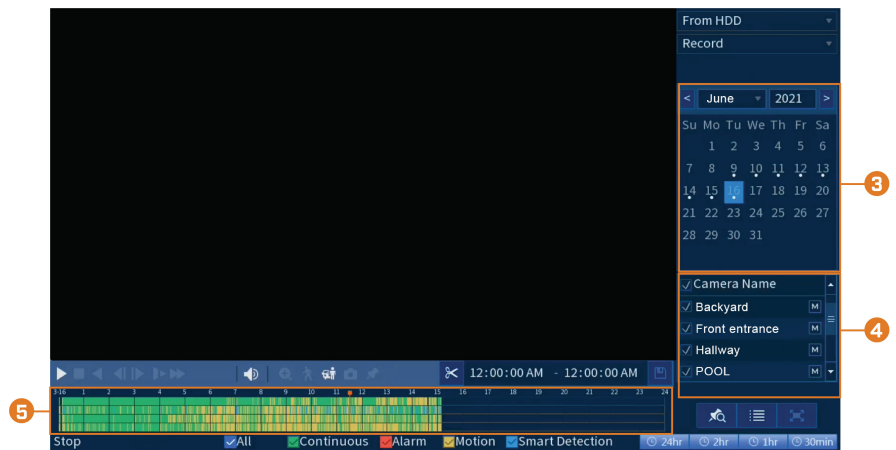 From HDD
Record
< June 2021 >
Su Mo Tu We Th Fr Sa
1 2 3 4 5 6
7 8 9 10 11 12 13
14 15 16 17 18 19 20
21 22 23 24 25 26 27
28 29 30 31
3
Camera Name
Backyard M
Front entrance M
Hallway M
POOL M
4
12:00:00 AM - 12:00:00 AM
3-16 1 2 3 4 5 6 7 8 9 10 11 12 13 14 15 16 17 18 19 20 21 22 23 24
5
Stop All Continuous Alarm Motion Smart Detection 24hr 2hr 1hr 30min